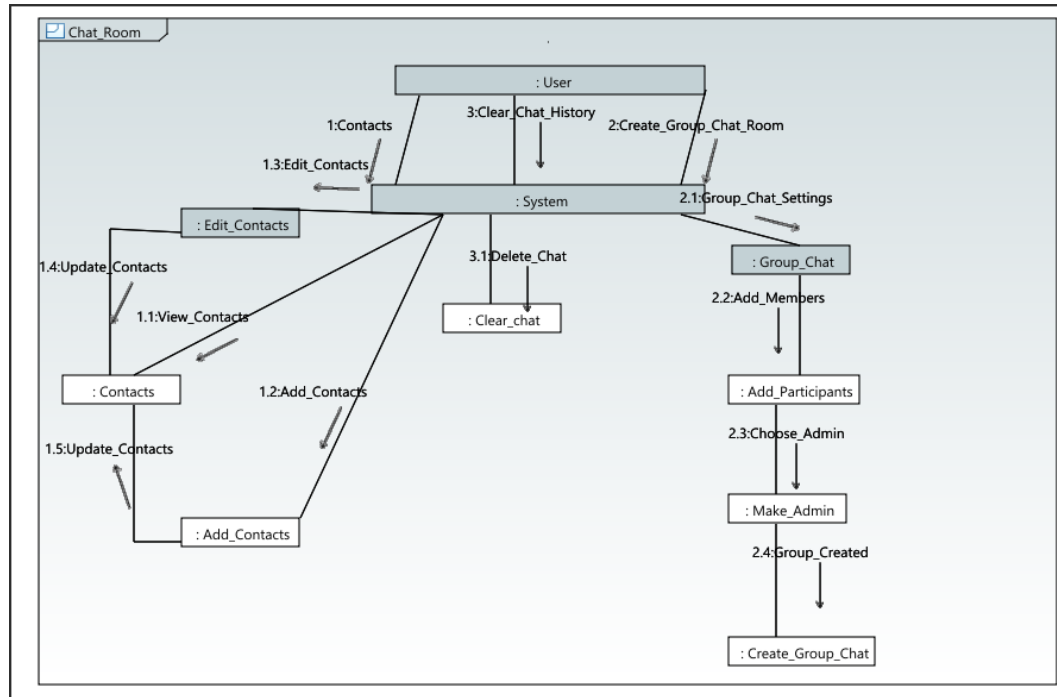 Chat_Room
: User
3:Clear_Chat_History
1:Contacts
2:Create_Group_Chat_Room
1.3:Edit_Contacts
: System
2.1:Group_Chat_Settings
: Edit_Contacts
3.1:Delete_Chat
: Group_Chat
1.4:Update_Contacts
2.2:Add_Members
1.1:View_Contacts
: Clear_chat
: Contacts
1.2:Add_Contacts
: Add_Participants
2.3:Choose_Admin
1.5:Update_Contacts
: Make_Admin
: Add_Contacts
2.4:Group_Created
: Create_Group_Chat